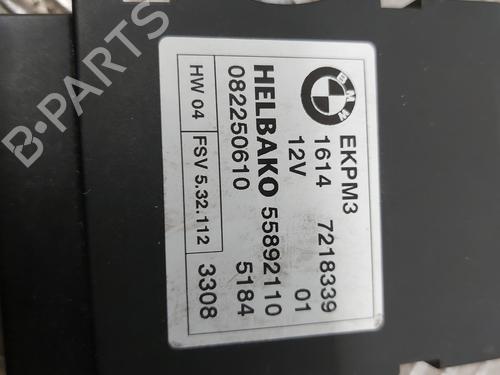 BMW
EKPM3
1614 7218339
12V 01
HELBAKO 55892110
082250610 5184
HW 04 FSV 5.32.112 3308
B-PARTS